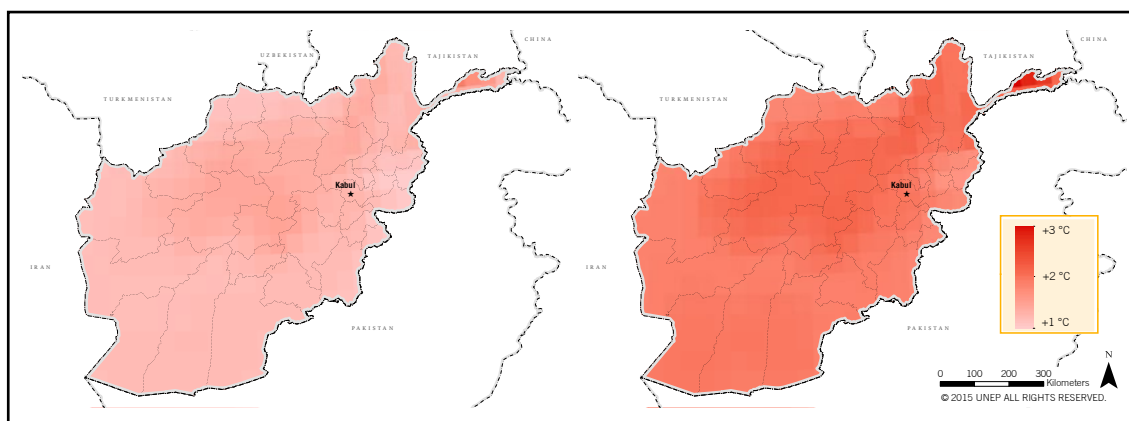 CHINA
UZBEKISTAN
TAJIKISTAN
TURKMENISTAN
Kabul
IRAN
PAKISTAN
CHINA
TAJIKISTAN
TURKMENISTAN
Kabul
IRAN
PAKISTAN
+3 °C
+2 °C
+1 °C
N
0 100 200 300
Kilometers
© 2015 UNEP ALL RIGHTS RESERVED.